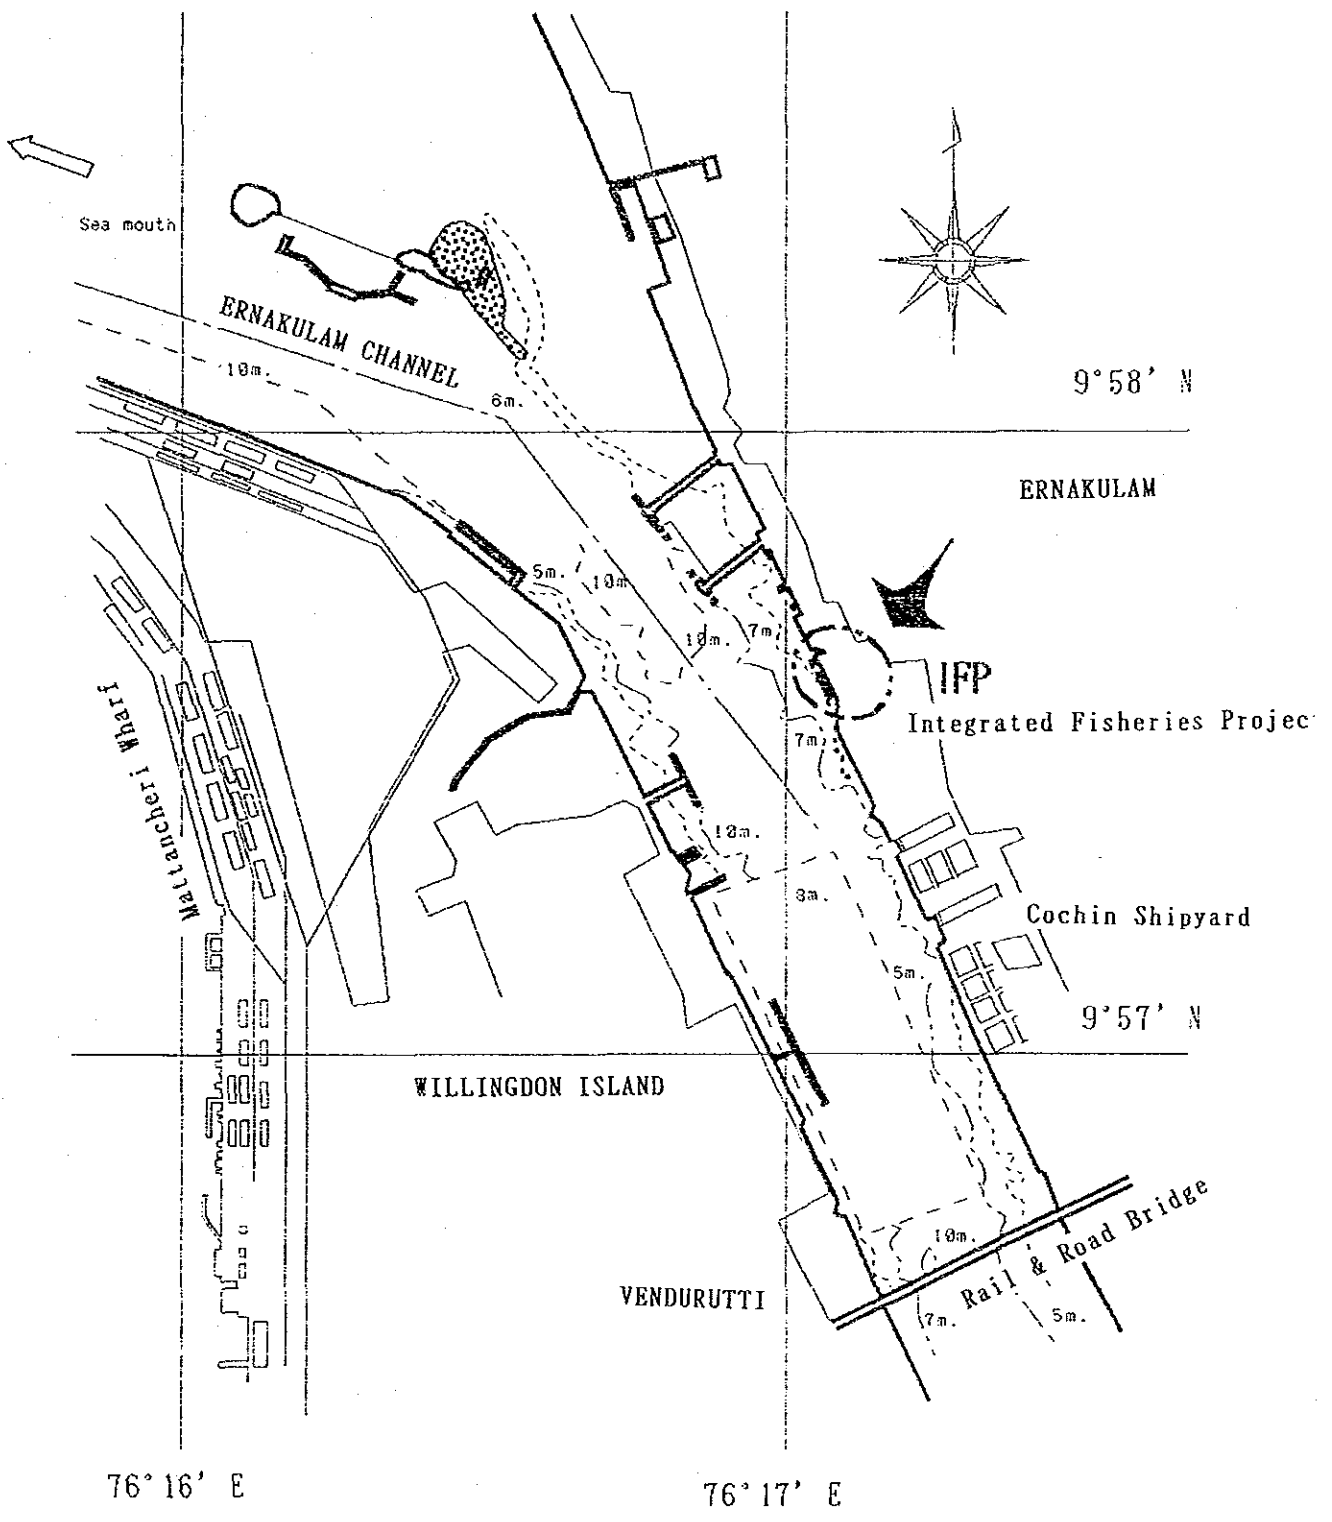 Sea mouth
ERNAKULAM CHANNEL
10m.
6m.
9°58' N
ERNAKULAM
5m.
10m
10m.
7m
IFP
Integrated Fisheries Projec
7m
Mattancheri Wharf
10m.
8m.
Cochin Shipyard
5m.
9°57' N
WILLINGDON ISLAND
10m.
Rail & Road Bridge
VENDURUTTI
7m.
5m.
76°16' E
76°17' E